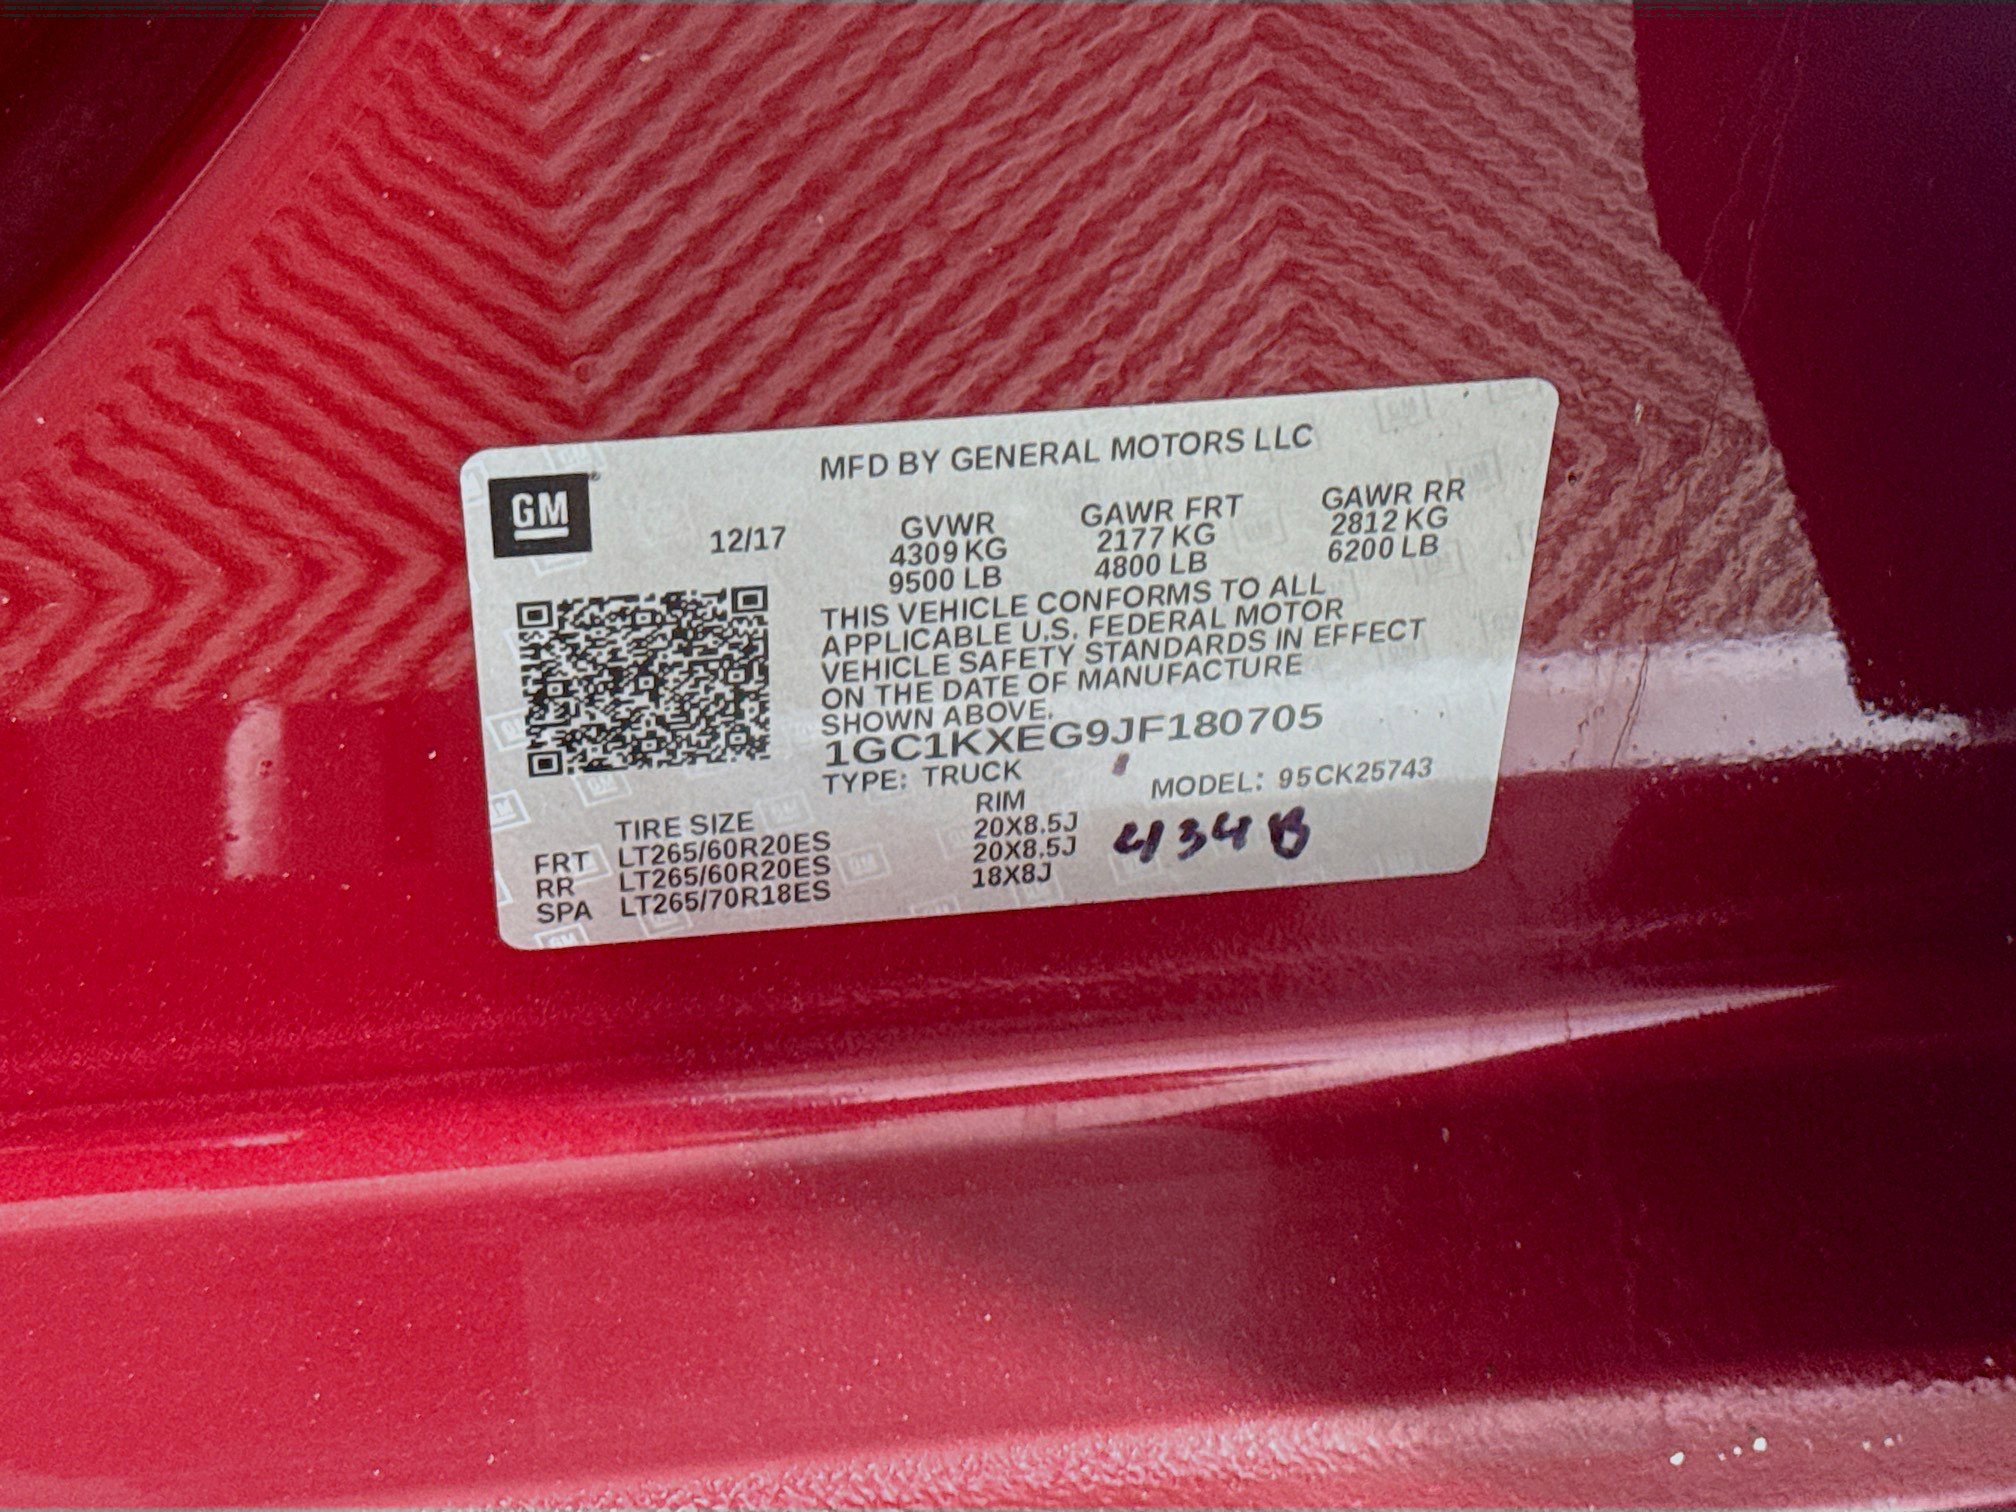 MFD BY GENERAL MOTORS LLC
GM
12/17
GVWR GAWR FRT GAWR RR
4309 KG 2177 KG 2812 KG
9500 LB 4800 LB 6200 LB
THIS VEHICLE CONFORMS TO ALL
APPLICABLE U.S. FEDERAL MOTOR
VEHICLE SAFETY STANDARDS IN EFFECT
ON THE DATE OF MANUFACTURE
SHOWN ABOVE.
1GC1KXEG9JF180705
TYPE: TRUCK MODEL: 95CK25743
TIRE SIZE RIM
FRT LT265/60R20ES 20X8.5J
RR LT265/60R20ES 20X8.5J
SPA LT265/70R18ES 18X8J
434B